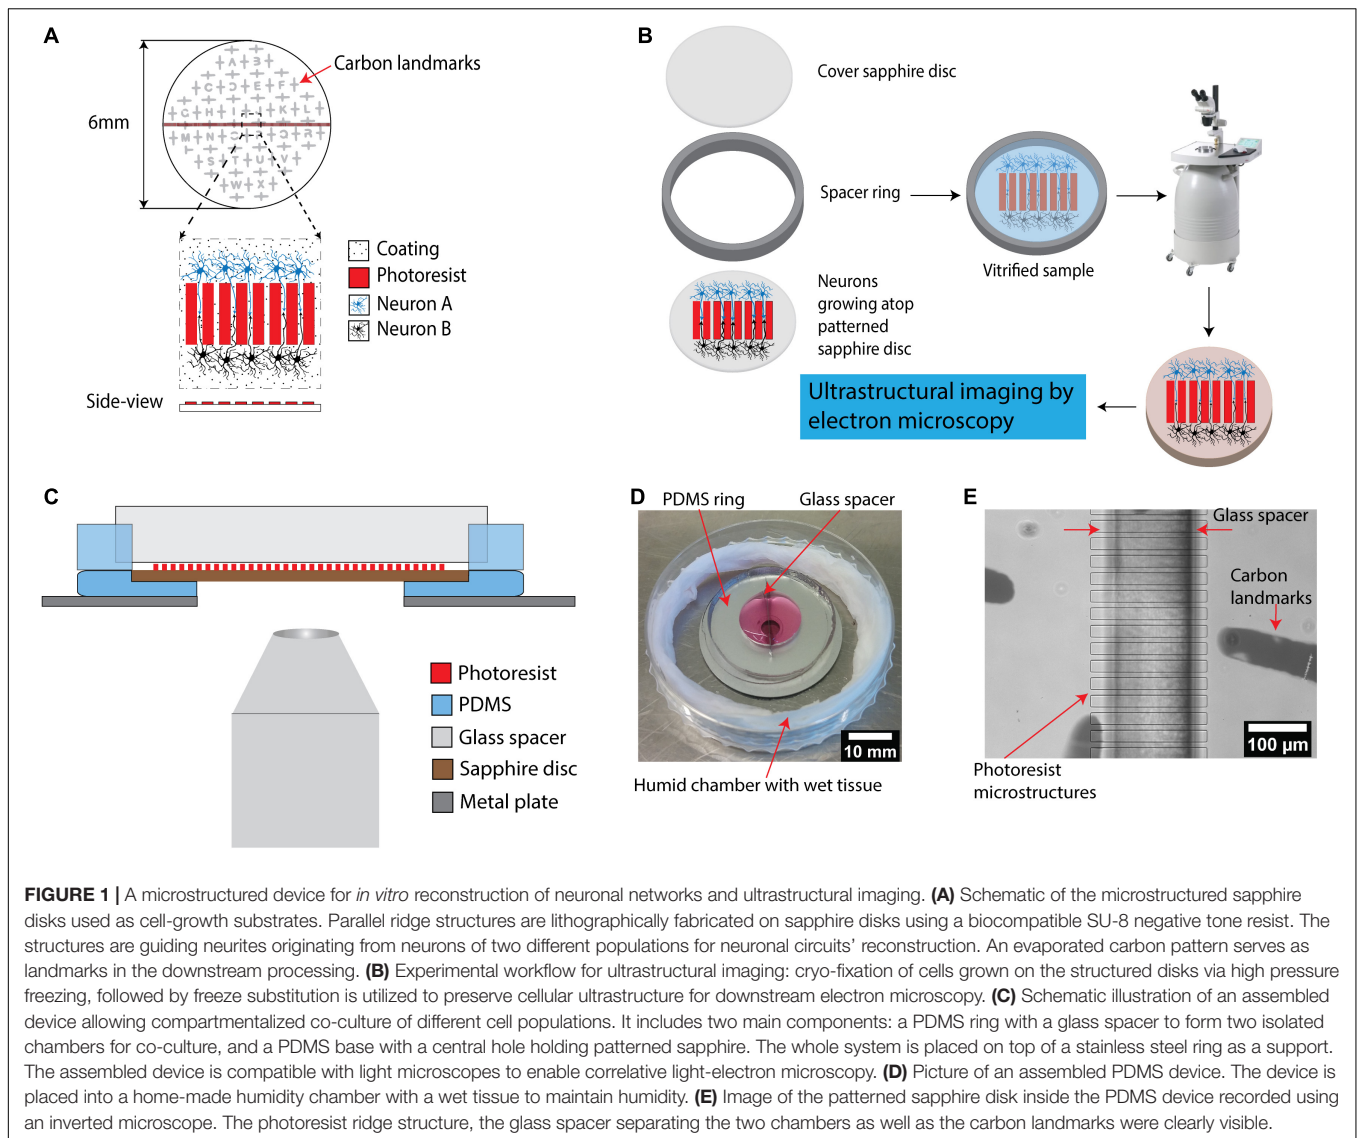 A
Carbon landmarks
6mm
A B
C D E F
G H I K L
M N O Q R
S T U V
W X
Coating
Photoresist
Neuron A
Neuron B
Side-view
B
Cover sapphire disc
Spacer ring
Vitrified sample
Neurons
growing atop
patterned
sapphire disc
Ultrastructural imaging by
electron microscopy
C
Photoresist
PDMS
Glass spacer
Sapphire disc
Metal plate
D
PDMS ring
Glass spacer
10 mm
Humid chamber with wet tissue
E
Glass spacer
Carbon
landmarks
100 µm
Photoresist
microstructures
FIGURE 1 | A microstructured device for in vitro reconstruction of neuronal networks and ultrastructural imaging. (A) Schematic of the microstructured sapphire
disks used as cell-growth substrates. Parallel ridge structures are lithographically fabricated on sapphire disks using a biocompatible SU-8 negative tone resist. The
structures are guiding neurites originating from neurons of two different populations for neuronal circuits' reconstruction. An evaporated carbon pattern serves as
landmarks in the downstream processing. (B) Experimental workflow for ultrastructural imaging: cryo-fixation of cells grown on the structured disks via high pressure
freezing, followed by freeze substitution is utilized to preserve cellular ultrastructure for downstream electron microscopy. (C) Schematic illustration of an assembled
device allowing compartmentalized co-culture of different cell populations. It includes two main components: a PDMS ring with a glass spacer to form two isolated
chambers for co-culture, and a PDMS base with a central hole holding patterned sapphire. The whole system is placed on top of a stainless steel ring as a support.
The assembled device is compatible with light microscopes to enable correlative light-electron microscopy. (D) Picture of an assembled PDMS device. The device is
placed into a home-made humidity chamber with a wet tissue to maintain humidity. (E) Image of the patterned sapphire disk inside the PDMS device recorded using
an inverted microscope. The photoresist ridge structure, the glass spacer separating the two chambers as well as the carbon landmarks were clearly visible.